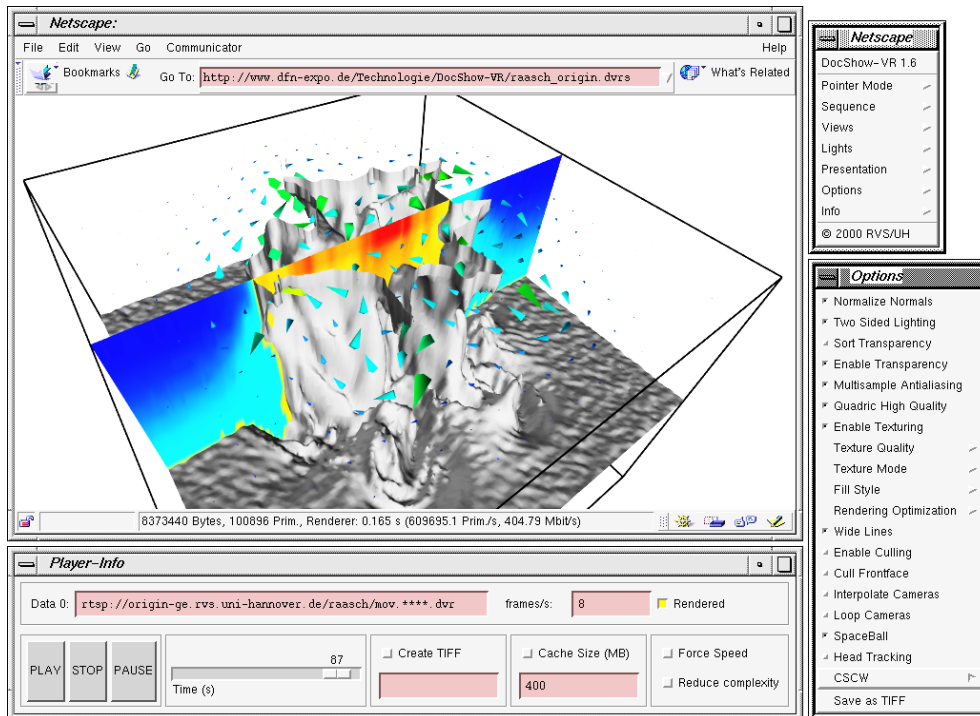 Netscape:
File Edit View Go Communicator Help
Bookmarks Go To: http://www.dfn-expo.de/Technologie/DocShow-VR/raasch_origin.dvrs What's Related
8373440 Bytes, 100896 Prim., Renderer: 0.165 s (609695.1 Prim./s, 404.79 Mbit/s)
Player-Info
Data 0: rtsp://origin-ge.rvs.uni-hannover.de/raasch/mov.****.dvr frames/s: 8 Rendered
PLAY STOP PAUSE
87
Time (s)
Create TIFF
Cache Size (MB)
400
Force Speed
Reduce complexity
Netscape
DocShow-VR 1.6
Pointer Mode
Sequence
Views
Lights
Presentation
Options
Info
© 2000 RVS/UH
Options
Normalize Normals
Two Sided Lighting
Sort Transparency
Enable Transparency
Multisample Antialiasing
Quadric High Quality
Enable Texturing
Texture Quality
Texture Mode
Fill Style
Rendering Optimization
Wide Lines
Enable Culling
Cull Frontface
Interpolate Cameras
Loop Cameras
SpaceBall
Head Tracking
CSCW
Save as TIFF